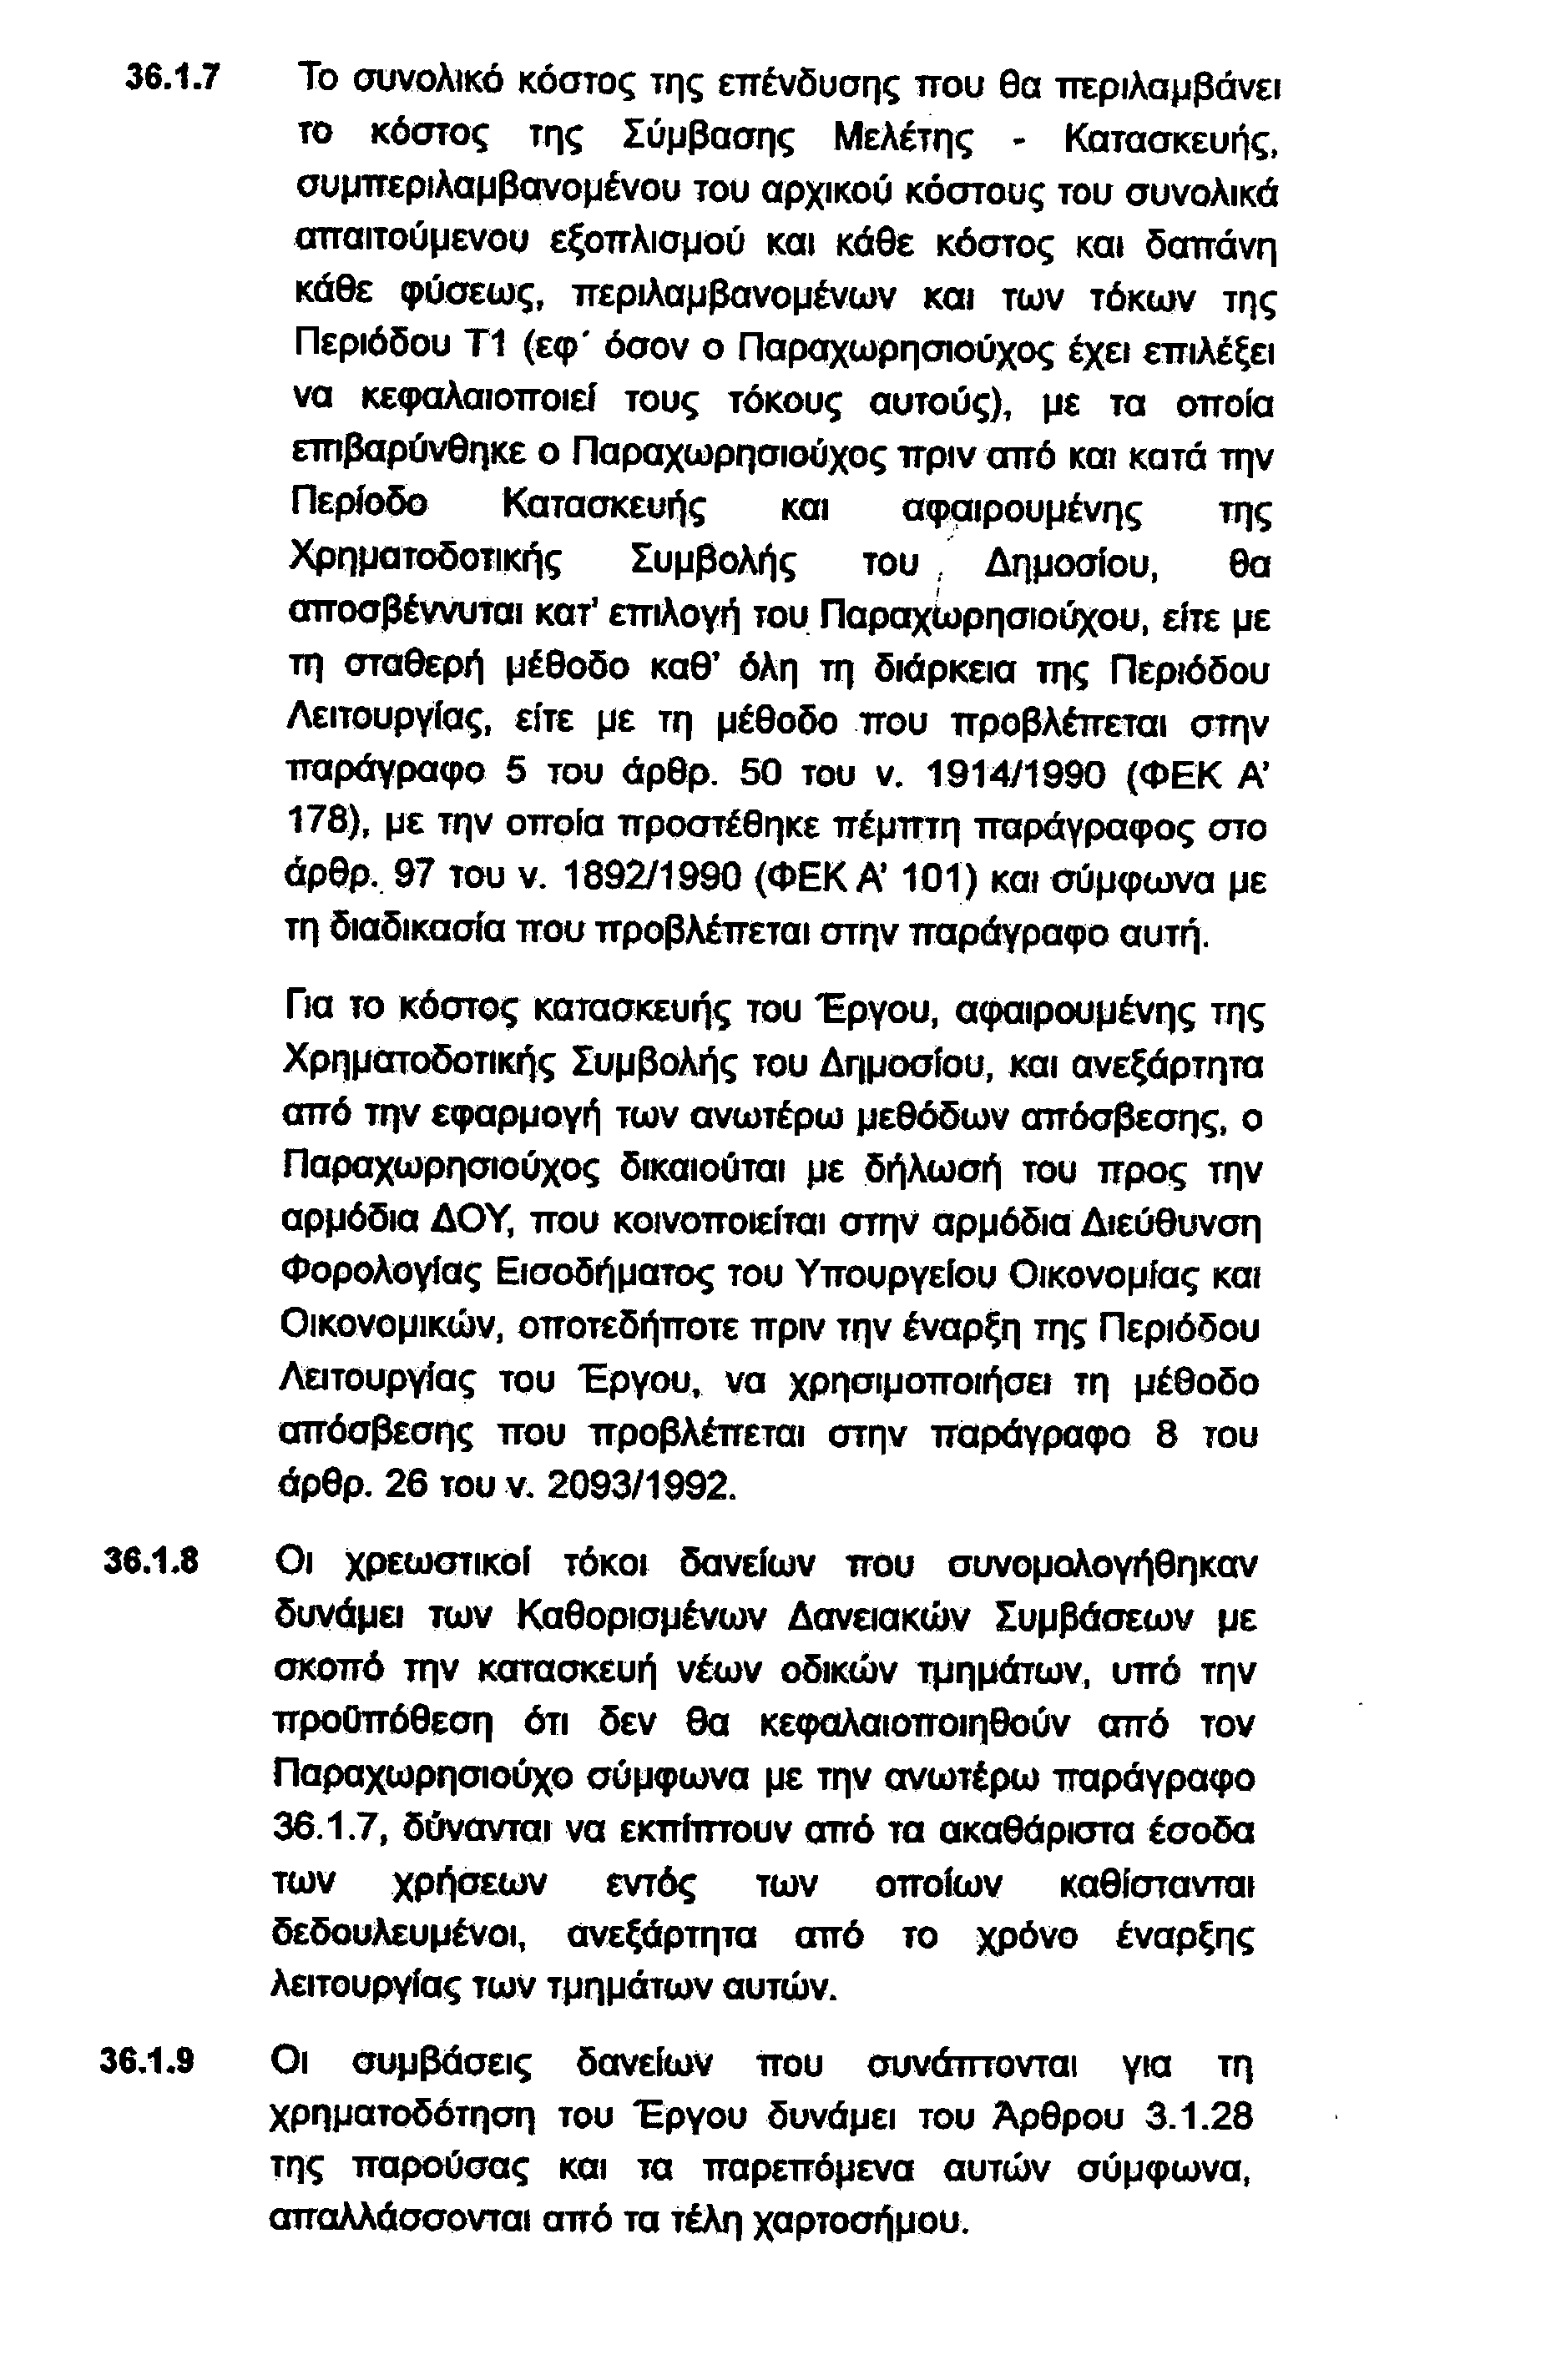 36.1.7 Το συνολικό κόστος της επένδυσης που θα περιλαμβάνει
το κόστος της Σύμβασης Μελέτης - Κατασκευής,
συμπεριλαμβανομένου του αρχικού κόστους του συνολικά
απαιτούμενου εξοπλισμού και κάθε κόστος και δαπάνη
κάθε φύσεως, περιλαμβανομένων και των τόκων της
Περιόδου Τ1 (εφ' όσον ο Παραχωρησιούχος έχει επιλέξει
να κεφαλαιοποιεί τους τόκους αυτούς), με τα οποία
επιβαρύνθηκε ο Παραχωρησιούχος πριν από και κατά την
Περίοδο Κατασκευής και αφαιρουμένης της
Χρηματοδοτικής Συμβολής του Δημοσίου, θα
αποσβέννυται κατ' επιλογή του Παραχωρησιούχου, είτε με
τη σταθερή μέθοδο καθ' όλη τη διάρκεια της Περιόδου
Λειτουργίας, είτε με τη μέθοδο που προβλέπεται στην
παράγραφο 5 του άρθρ. 50 του ν. 1914/1990 (ΦΕΚ Α'
178), με την οποία προστέθηκε πέμπτη παράγραφος στο
άρθρ. 97 του ν. 1892/1990 (ΦΕΚ Α' 101) και σύμφωνα με
τη διαδικασία που προβλέπεται στην παράγραφο αυτή.
Για το κόστος κατασκευής του Έργου, αφαιρουμένης της
Χρηματοδοτικής Συμβολής του Δημοσίου, και ανεξάρτητα
από την εφαρμογή των ανωτέρω μεθόδων απόσβεσης, ο
Παραχωρησιούχος δικαιούται με δήλωσή του προς την
αρμόδια ΔΟΥ, που κοινοποιείται στην αρμόδια Διεύθυνση
Φορολογίας Εισοδήματος του Υπουργείου Οικονομίας και
Οικονομικών, οποτεδήποτε πριν την έναρξη της Περιόδου
Λειτουργίας του Έργου, να χρησιμοποιήσει τη μέθοδο
απόσβεσης που προβλέπεται στην παράγραφο 8 του
άρθρ. 26 του ν. 2093/1992.
36.1.8 Οι χρεωστικοί τόκοι δανείων που συνομολογήθηκαν
δυνάμει των Καθορισμένων Δανειακών Συμβάσεων με
σκοπό την κατασκευή νέων οδικών τμημάτων, υπό την
προϋπόθεση ότι δεν θα κεφαλαιοποιηθούν από τον
Παραχωρησιούχο σύμφωνα με την ανωτέρω παράγραφο
36.1.7, δύνανται να εκπίπτουν από τα ακαθάριστα έσοδα
των χρήσεων εντός των οποίων καθίστανται
δεδουλευμένοι, ανεξάρτητα από το χρόνο έναρξης
λειτουργίας των τμημάτων αυτών.
36.1.9 Οι συμβάσεις δανείων που συνάπτονται για τη
χρηματοδότηση του Έργου δυνάμει του Άρθρου 3.1.28
της παρούσας και τα παρεπόμενα αυτών σύμφωνα,
απαλλάσσονται από τα τέλη χαρτοσήμου.